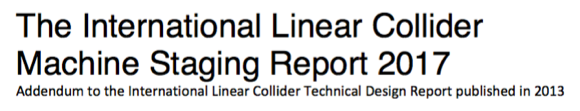 The International Linear Collider
Machine Staging Report 2017
Addendum to the International Linear Collider Technical Design Report published in 2013